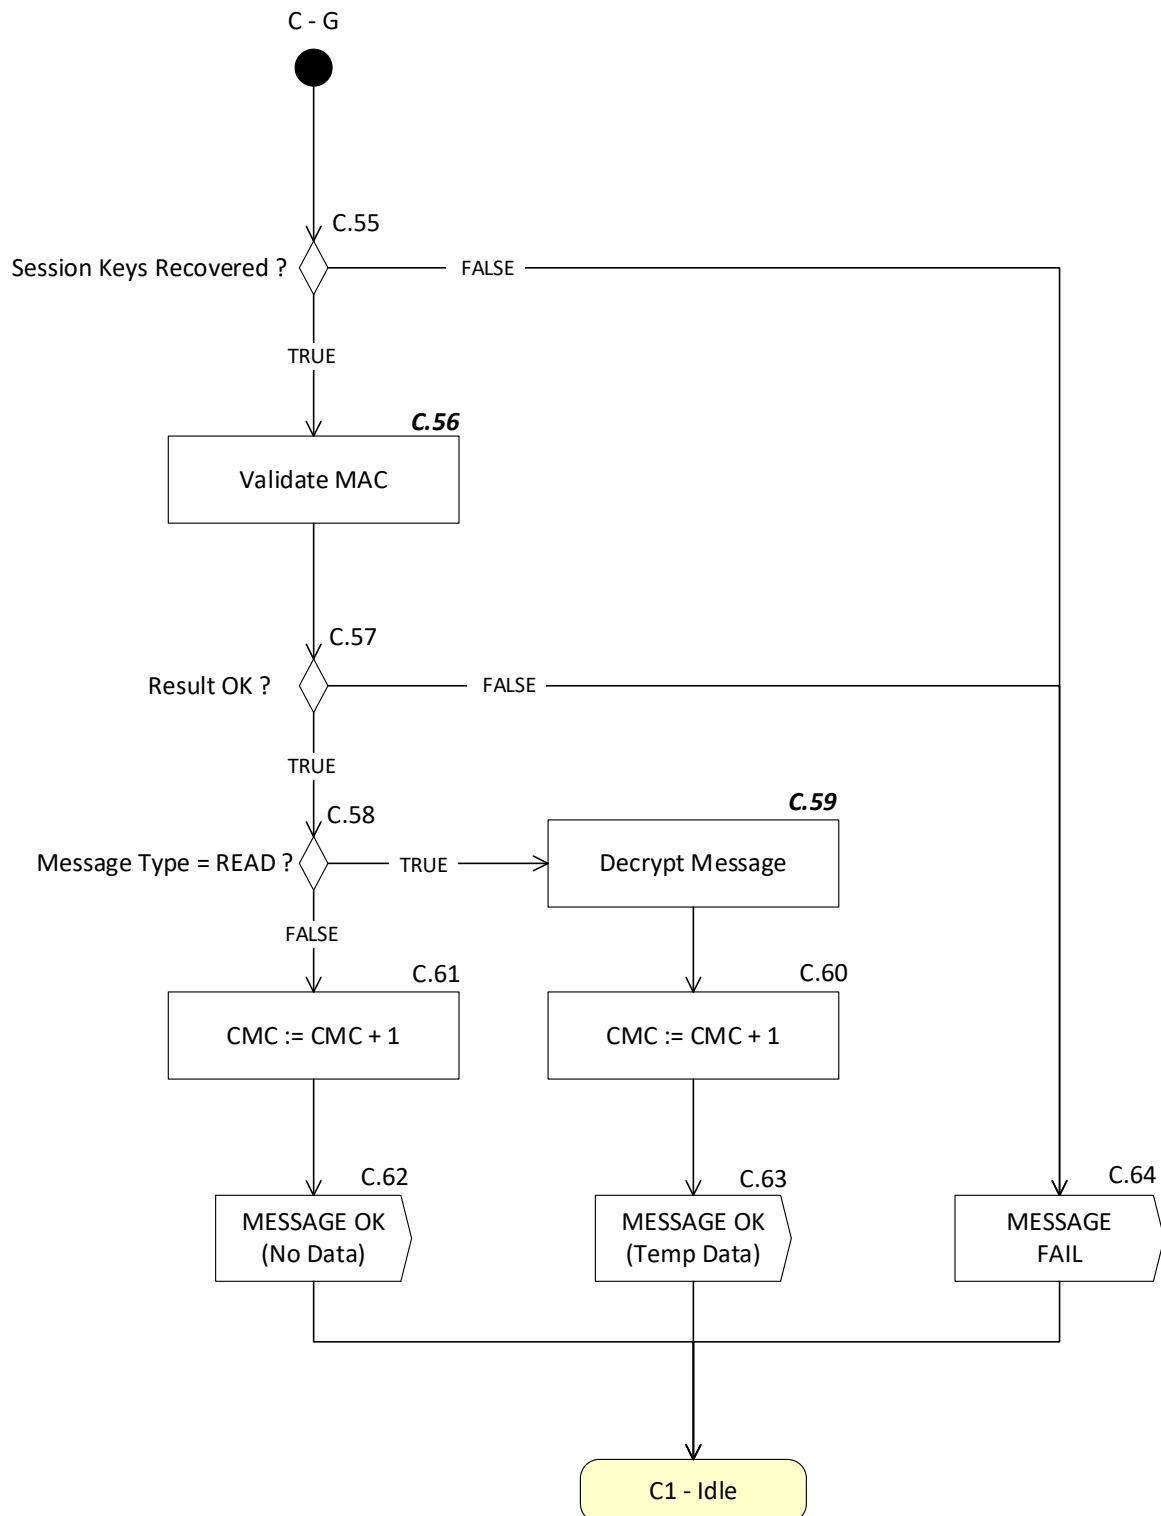 C - G
C.55
Session Keys Recovered ?
FALSE
TRUE
C.56
Validate MAC
C.57
Result OK ?
FALSE
TRUE
C.58
C.59
Message Type = READ ?
TRUE
Decrypt Message
FALSE
C.61
C.60
CMC := CMC + 1
CMC := CMC + 1
C.62
C.63
C.64
MESSAGE OK
(No Data)
MESSAGE OK
(Temp Data)
MESSAGE
FAIL
C1 - Idle